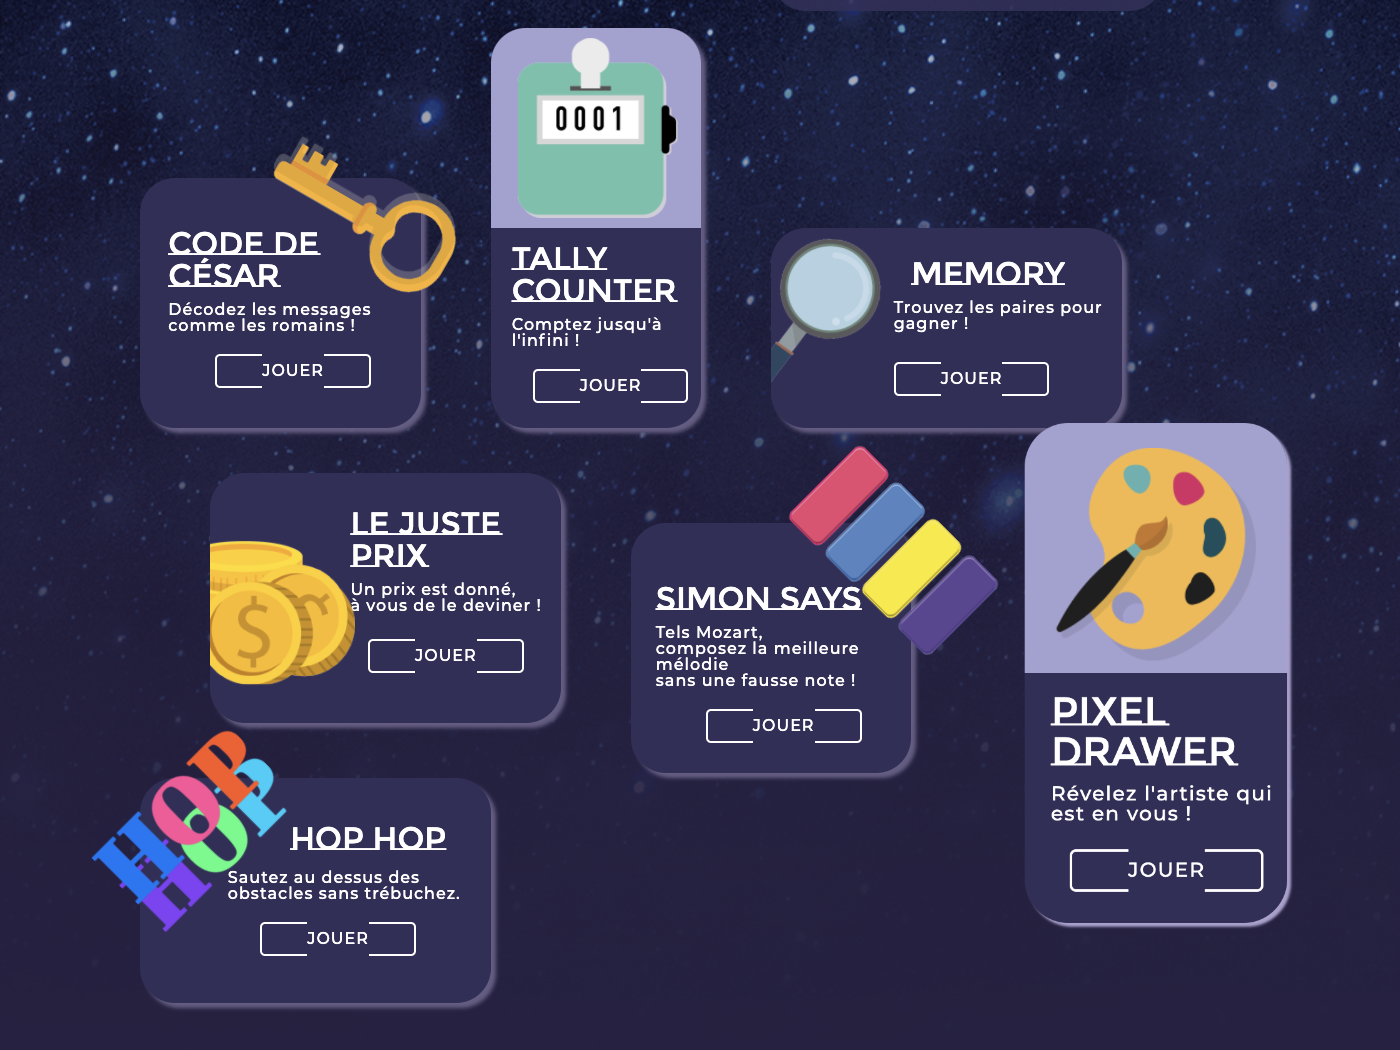 CODE DE
CÉSAR
Décodez les messages
comme les romains !
JOUER
0001
TALLY
COUNTER
Comptez jusqu'à
l'infini !
JOUER
MEMORY
Trouvez les paires pour
gagner !
JOUER
LE JUSTE
PRIX
Un prix est donné,
à vous de le deviner !
JOUER
SIMON SAYS
Tels Mozart,
composez la meilleure
mélodie
sans une fausse note !
JOUER
PIXEL
DRAWER
Révelez l'artiste qui
est en vous !
JOUER
HOP
HOP
HOP HOP
Sautez au dessus des
obstacles sans trébuchez.
JOUER